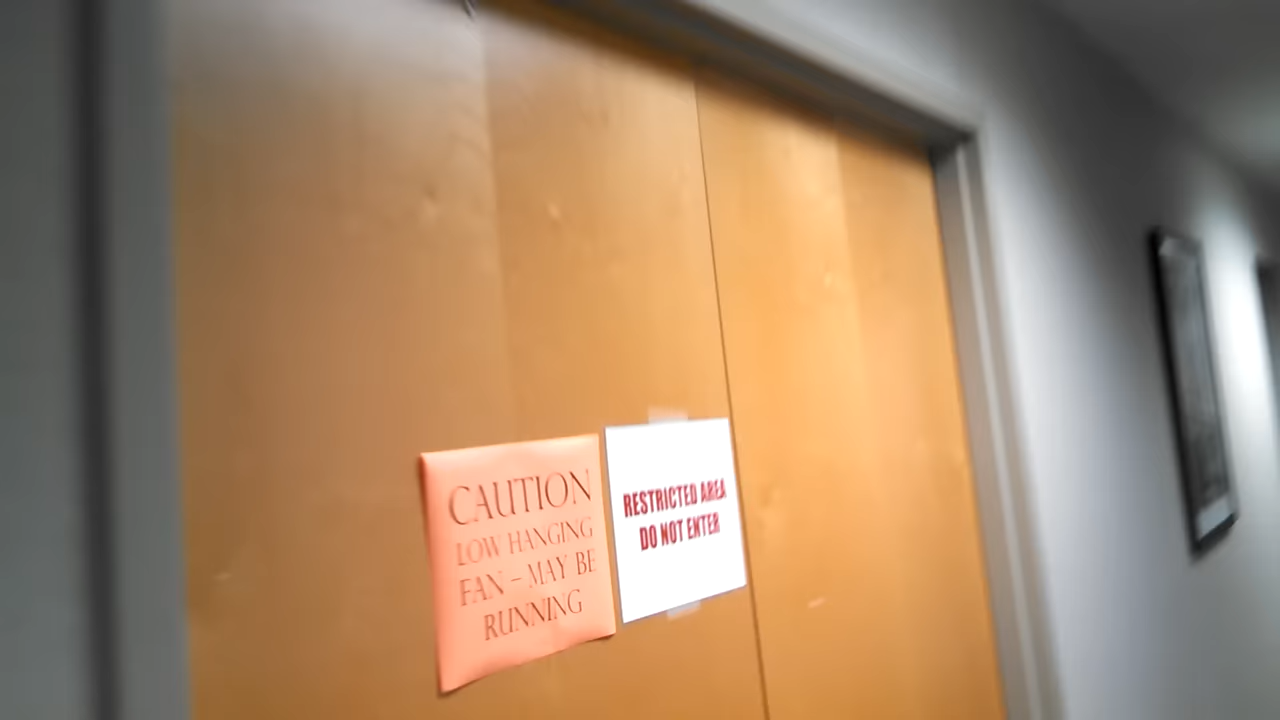 CAUTION
LOW HANGING
FAN – MAY BE
RUNNING
RESTRICTED AREA
DO NOT ENTER